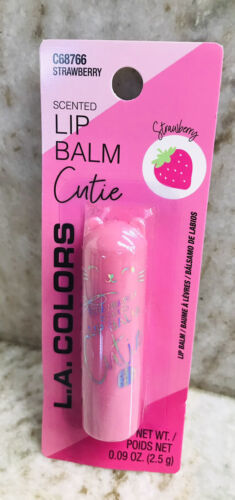 C68766
STRAWBERRY
SCENTED
LIP
BALM
Cutie
Strawberry
L.A. COLORS
LIP BALM / BAUME À LÈVRES / BÁLSAMO DE LABIOS
NET WT. /
POIDS NET
0.09 OZ. (2.5 g)